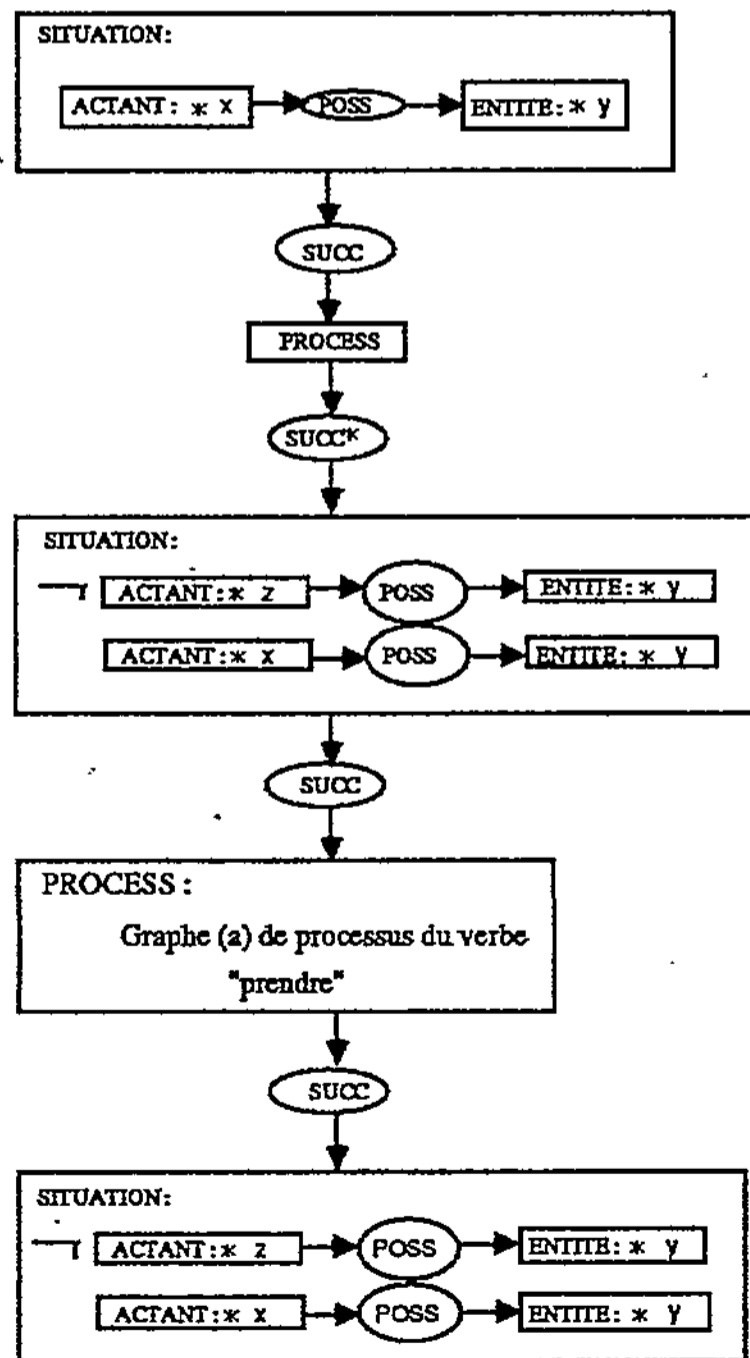 SITUATION:
ACTANT: * x POSS ENTITE: * y
SUCC
PROCESS
SUCC*
SITUATION:
¬ ACTANT:* z POSS ENTITE: * y
ACTANT:* x POSS ENTITE: * y
SUCC
PROCESS :
Graphe (a) de processus du verbe
"prendre"
SUCC
SITUATION:
¬ ACTANT:* z POSS ENTITE: * y
ACTANT:* x POSS ENTITE: * y